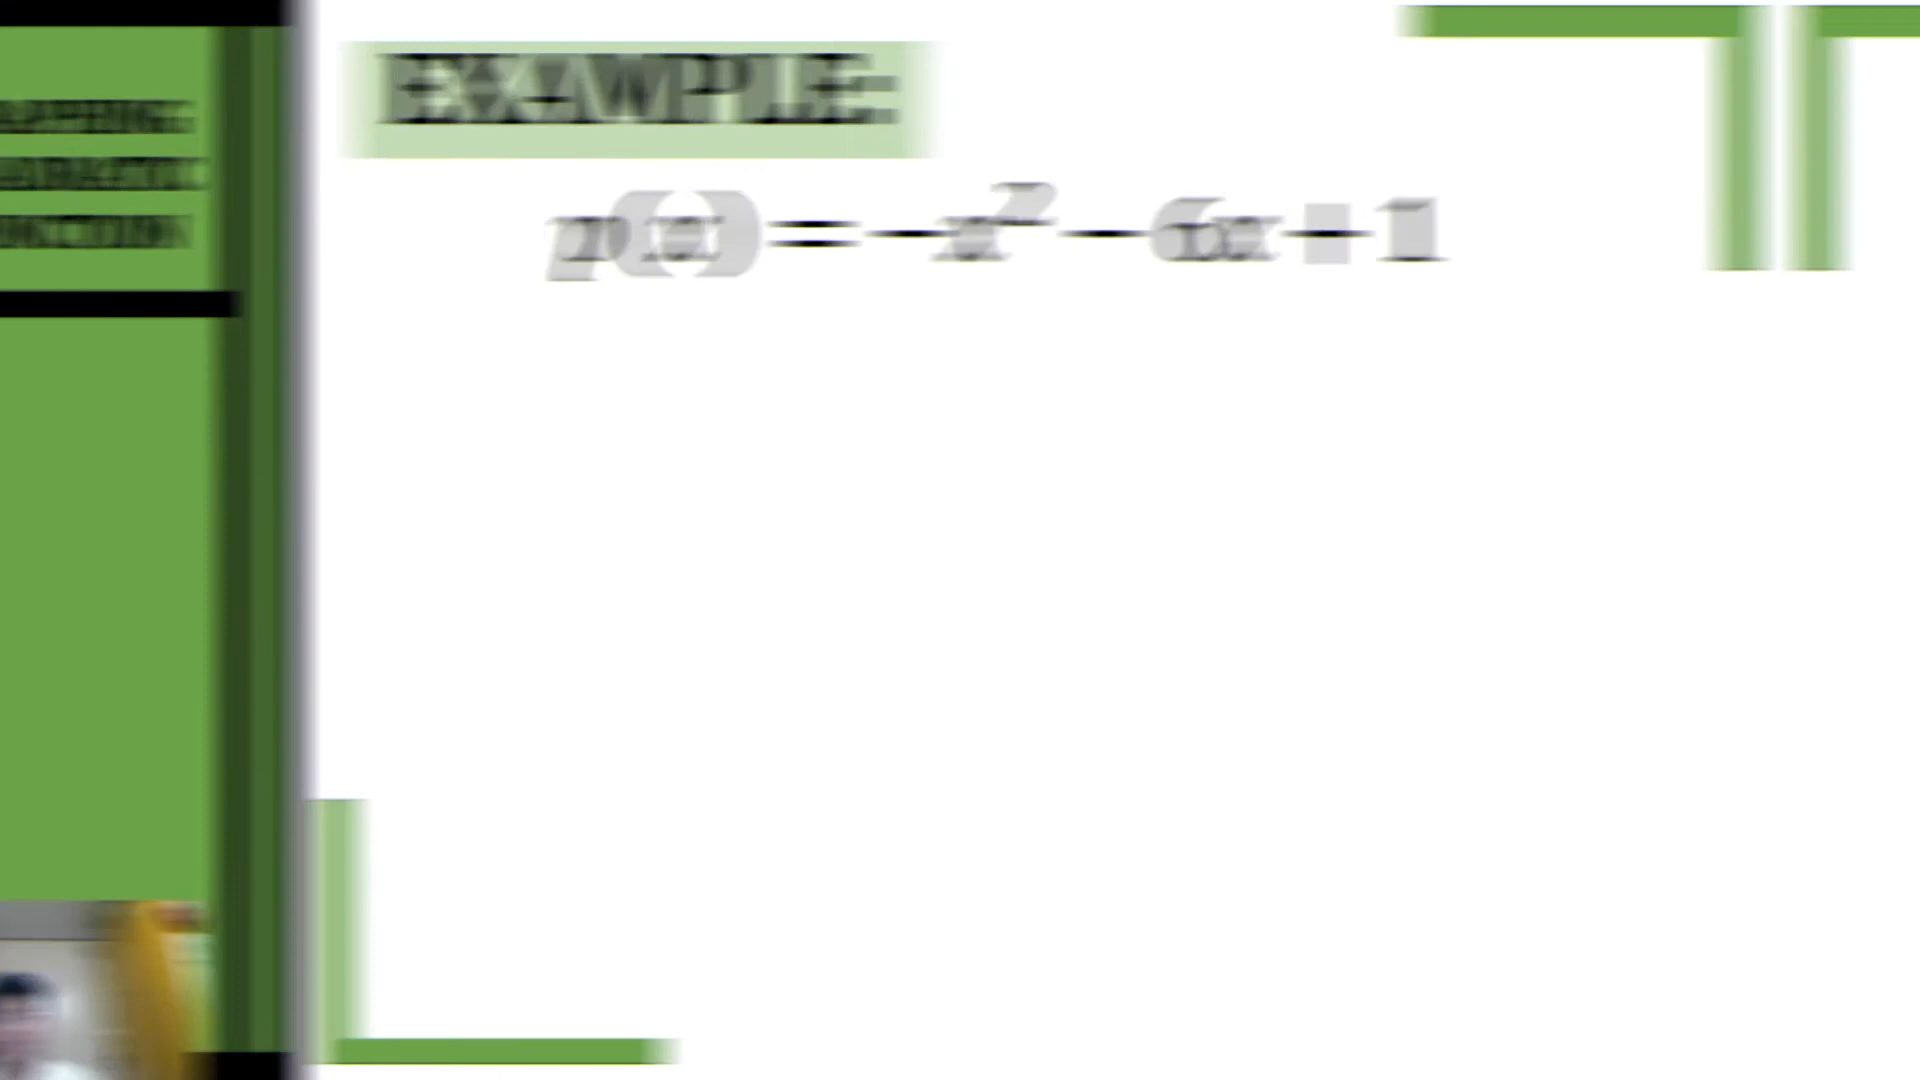 EXAMPLE:
p(x) = −x² − 6x + 1